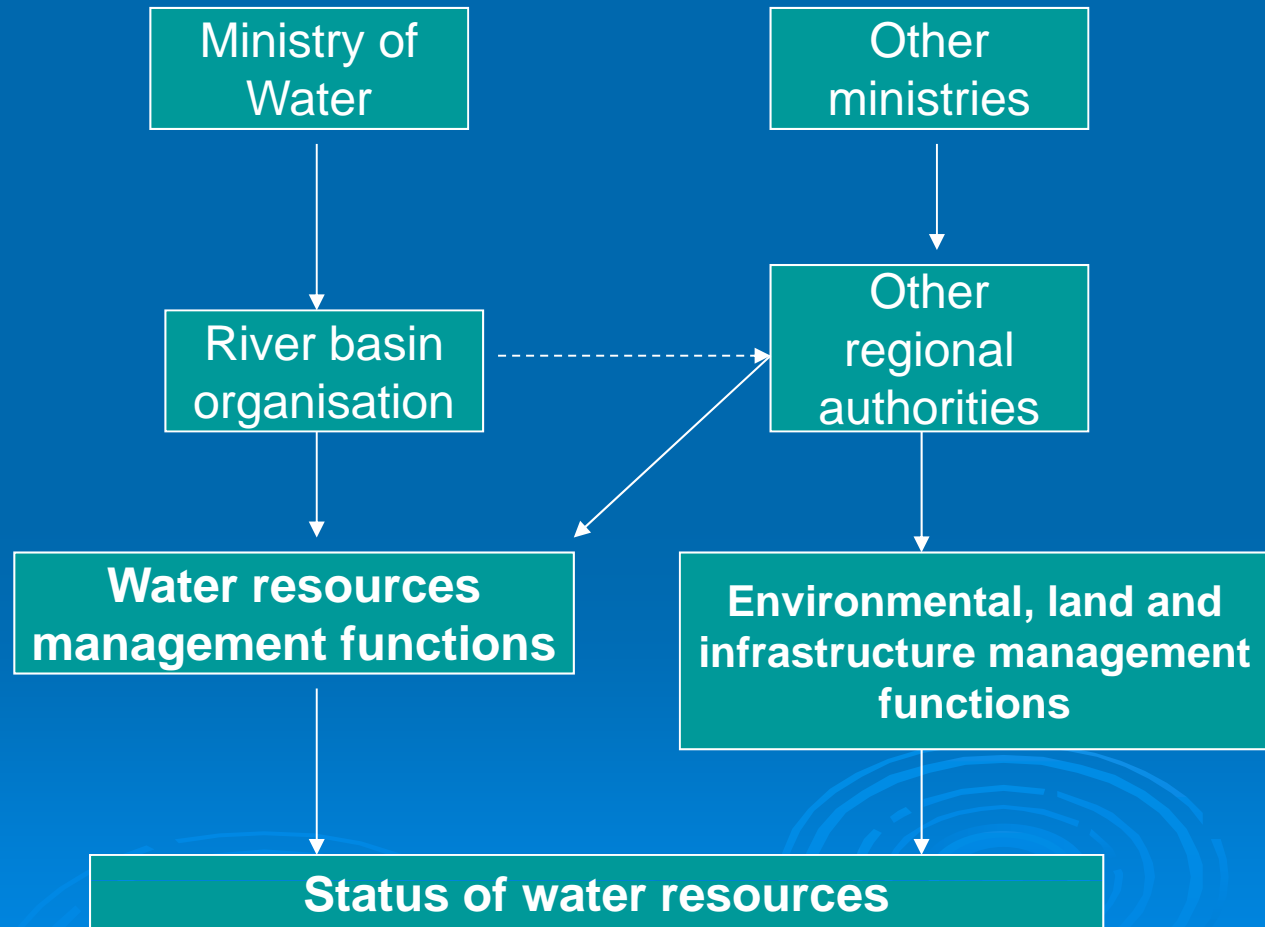 Ministry of
Water
Other
ministries
River basin
organisation
Other
regional
authorities
Water resources
management functions
Environmental, land and
infrastructure management
functions
Status of water resources